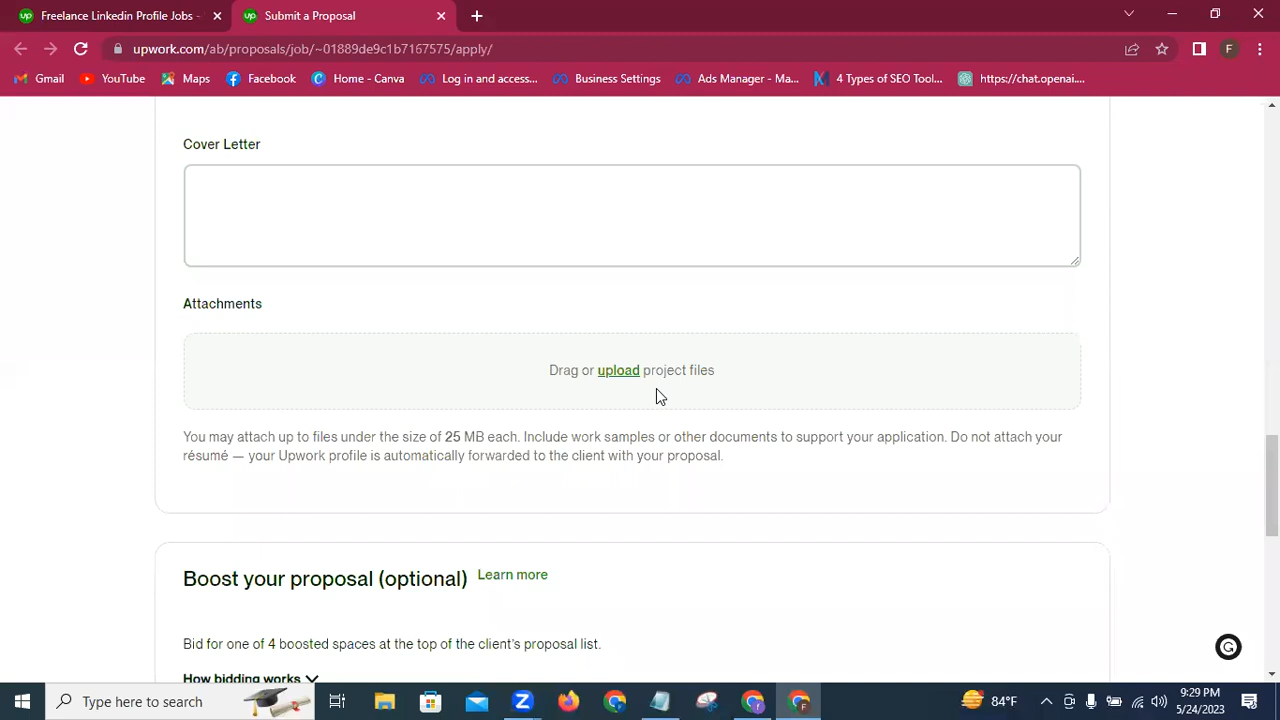 Freelance Linkedin Profile Jobs -
Submit a Proposal
upwork.com/ab/proposals/job/~01889de9c1b7167575/apply/
F
Gmail
YouTube
Maps
Facebook
Home - Canva
Log in and access...
Business Settings
Ads Manager - Ma...
4 Types of SEO Tool...
https://chat.openai....
Cover Letter
Attachments
Drag or upload project files
You may attach up to files under the size of 25 MB each. Include work samples or other documents to support your application. Do not attach your
résumé — your Upwork profile is automatically forwarded to the client with your proposal.
Boost your proposal (optional)
Learn more
Bid for one of 4 boosted spaces at the top of the client's proposal list.
How bidding works
Type here to search
84°F
9:29 PM
5/24/2023